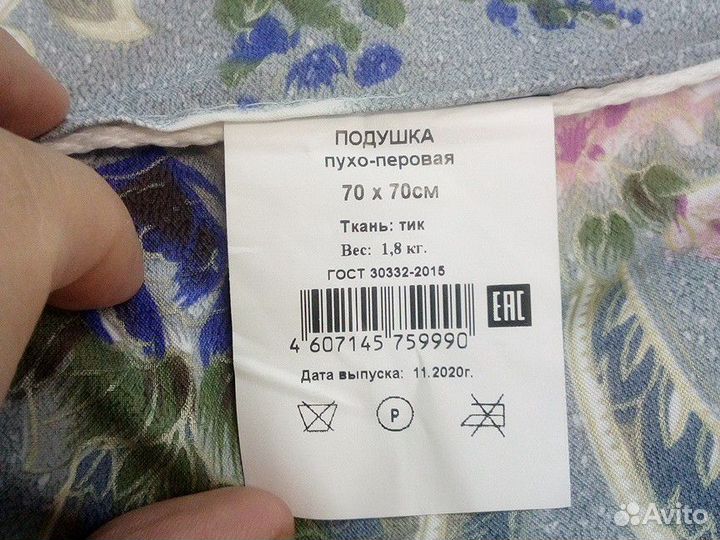 ПОДУШКА
пухо-перовая
70 x 70см
Ткань: тик
Вес: 1,8 кг.
ГОСТ 30332-2015
EAC
4 607145 759990
Дата выпуска: 11.2020г.
P
Avito